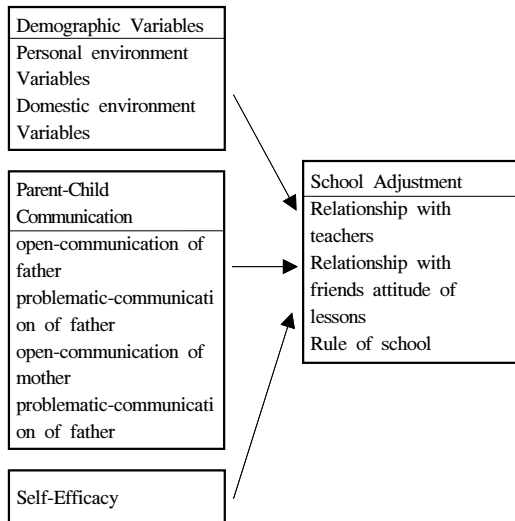 Demographic Variables
Personal environment
Variables
Domestic environment
Variables
Parent-Child
Communication
open-communication of
father
problematic-communicati
on of father
open-communication of
mother
problematic-communicati
on of father
Self-Efficacy
School Adjustment
Relationship with
teachers
Relationship with
friends attitude of
lessons
Rule of school